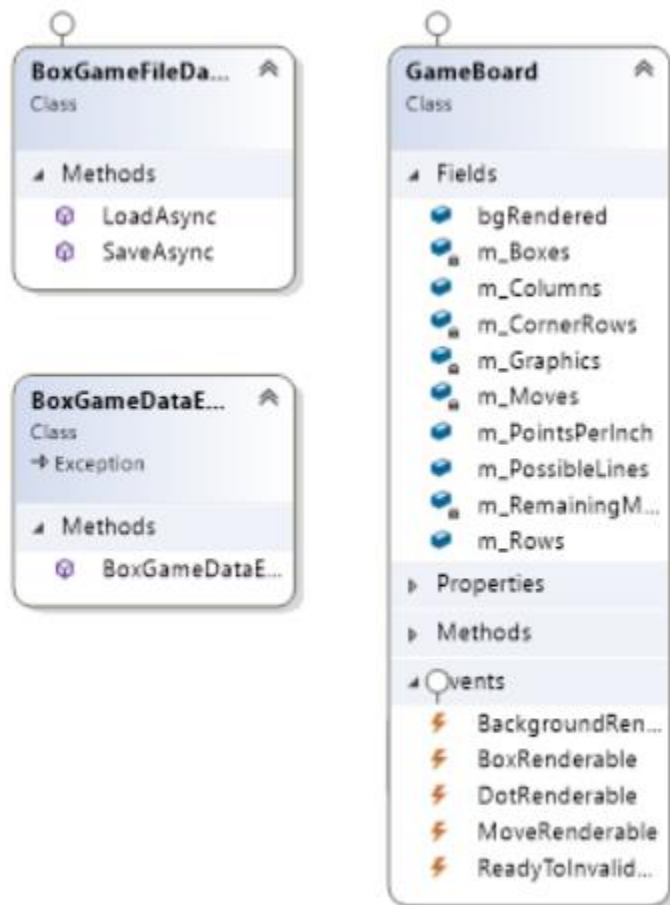 BoxGameFileDa...
Class
Methods
LoadAsync
SaveAsync
BoxGameDataE...
Class
Exception
Methods
BoxGameDataE...
GameBoard
Class
Fields
bgRendered
m_Boxes
m_Columns
m_CornerRows
m_Graphics
m_Moves
m_PointsPerInch
m_PossibleLines
m_RemainingM...
m_Rows
Properties
Methods
vents
BackgroundRen...
BoxRenderable
DotRenderable
MoveRenderable
ReadyToInvalid...